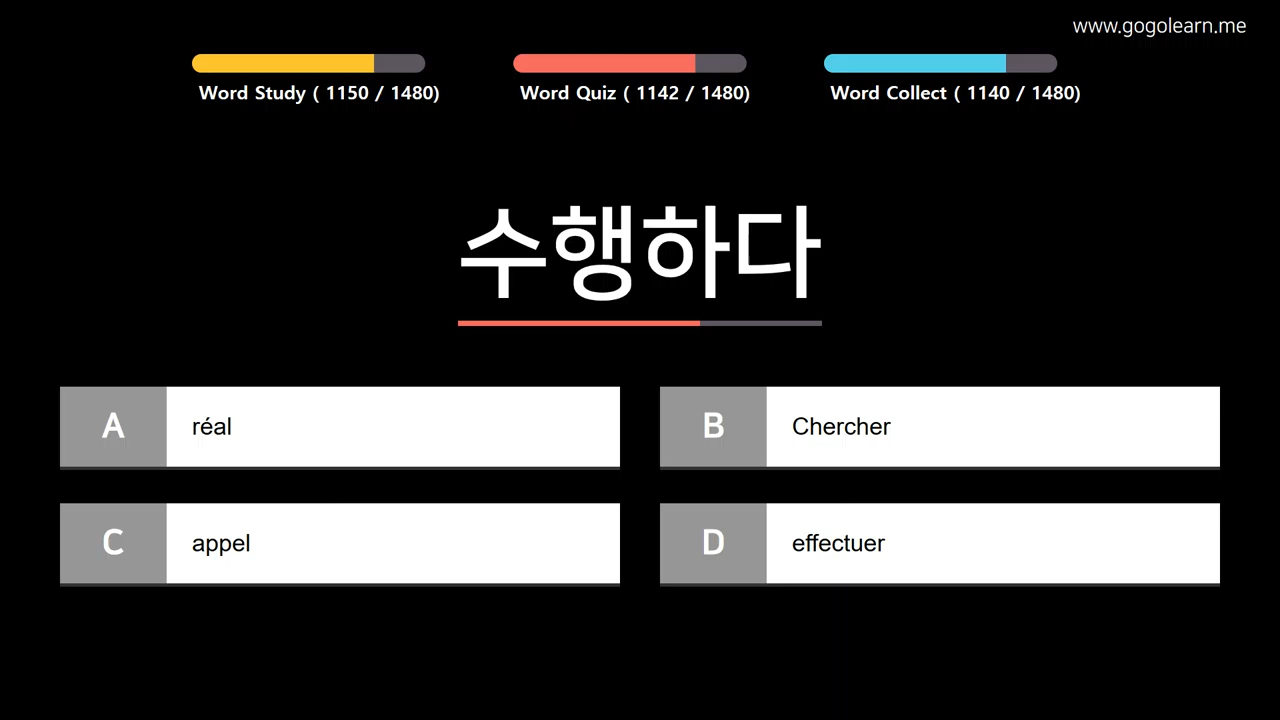 www.gogolearn.me
Word Study ( 1150 / 1480)
Word Quiz ( 1142 / 1480)
Word Collect ( 1140 / 1480)
수행하다
A réal
B Chercher
C appel
D effectuer